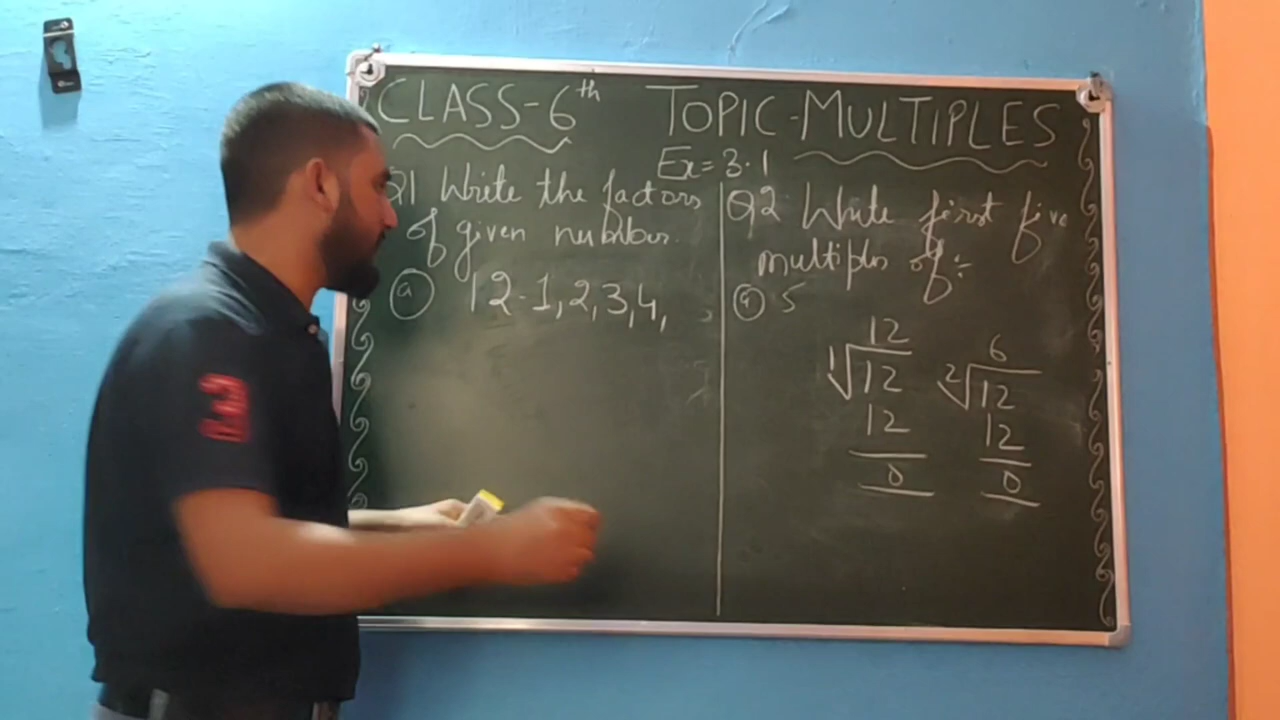 CLASS-6th TOPIC-MULTIPLES
Ex=3.1
Q1 Write the factors
of given nubnber.
(a) 12-1,2,3,4,
Q2 Write first five
multiples of:-
(a) 5
12
1√12
12
0
6
2√12
12
0
3